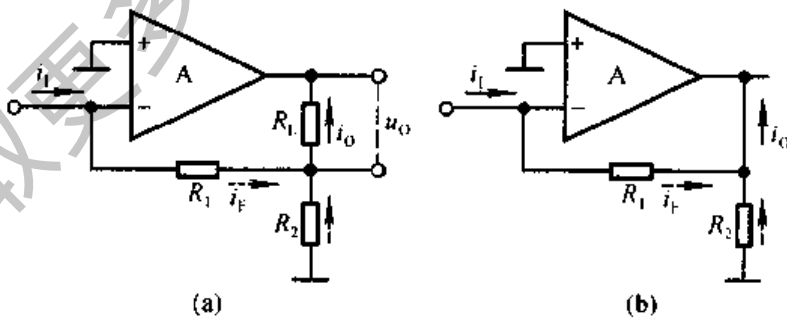 +
A
−
i_I
R_L
i_O
u_O
R_1
i_F
R_2
(a)
+
A
−
i_I
i_O
R_1
i_F
R_2
(b)